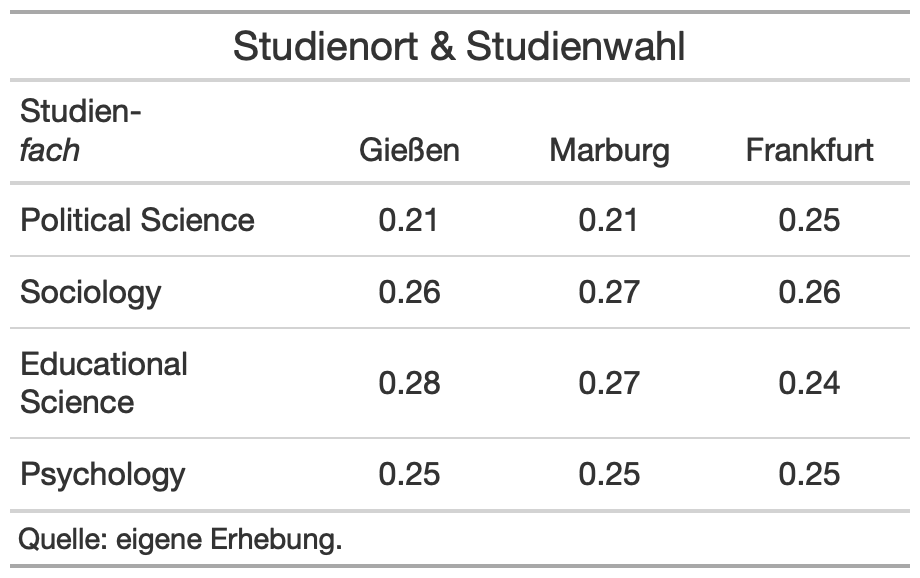 Studienort & Studienwahl
Studien-
fach Gießen Marburg Frankfurt
Political Science 0.21 0.21 0.25
Sociology 0.26 0.27 0.26
Educational
Science 0.28 0.27 0.24
Psychology 0.25 0.25 0.25
Quelle: eigene Erhebung.